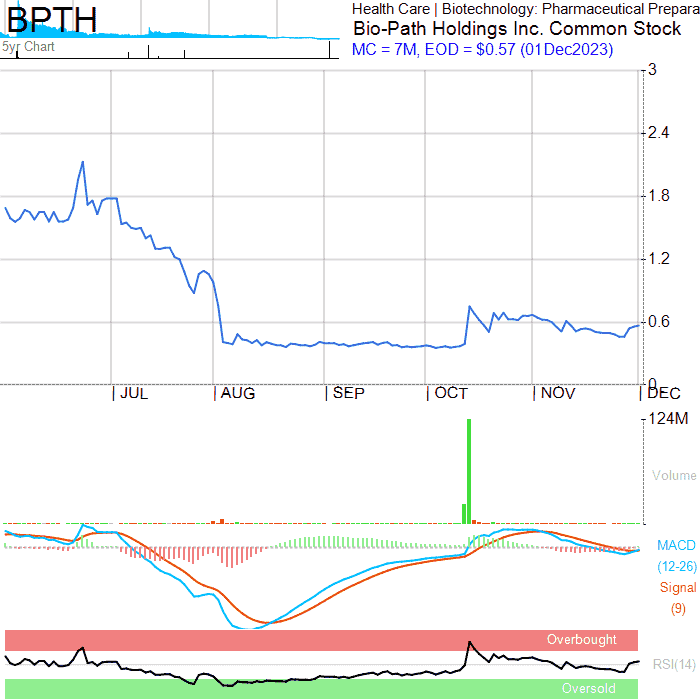 BPTH
Health Care | Biotechnology: Pharmaceutical Prepara
Bio-Path Holdings Inc. Common Stock
5yr Chart
MC = 7M, EOD = $0.57 (01Dec2023)
3
2.4
1.8
1.2
0.6
0
JUL AUG SEP OCT NOV DEC
124M
Volume
MACD
(12-26)
Signal
(9)
Overbought
RSI(14)
Oversold